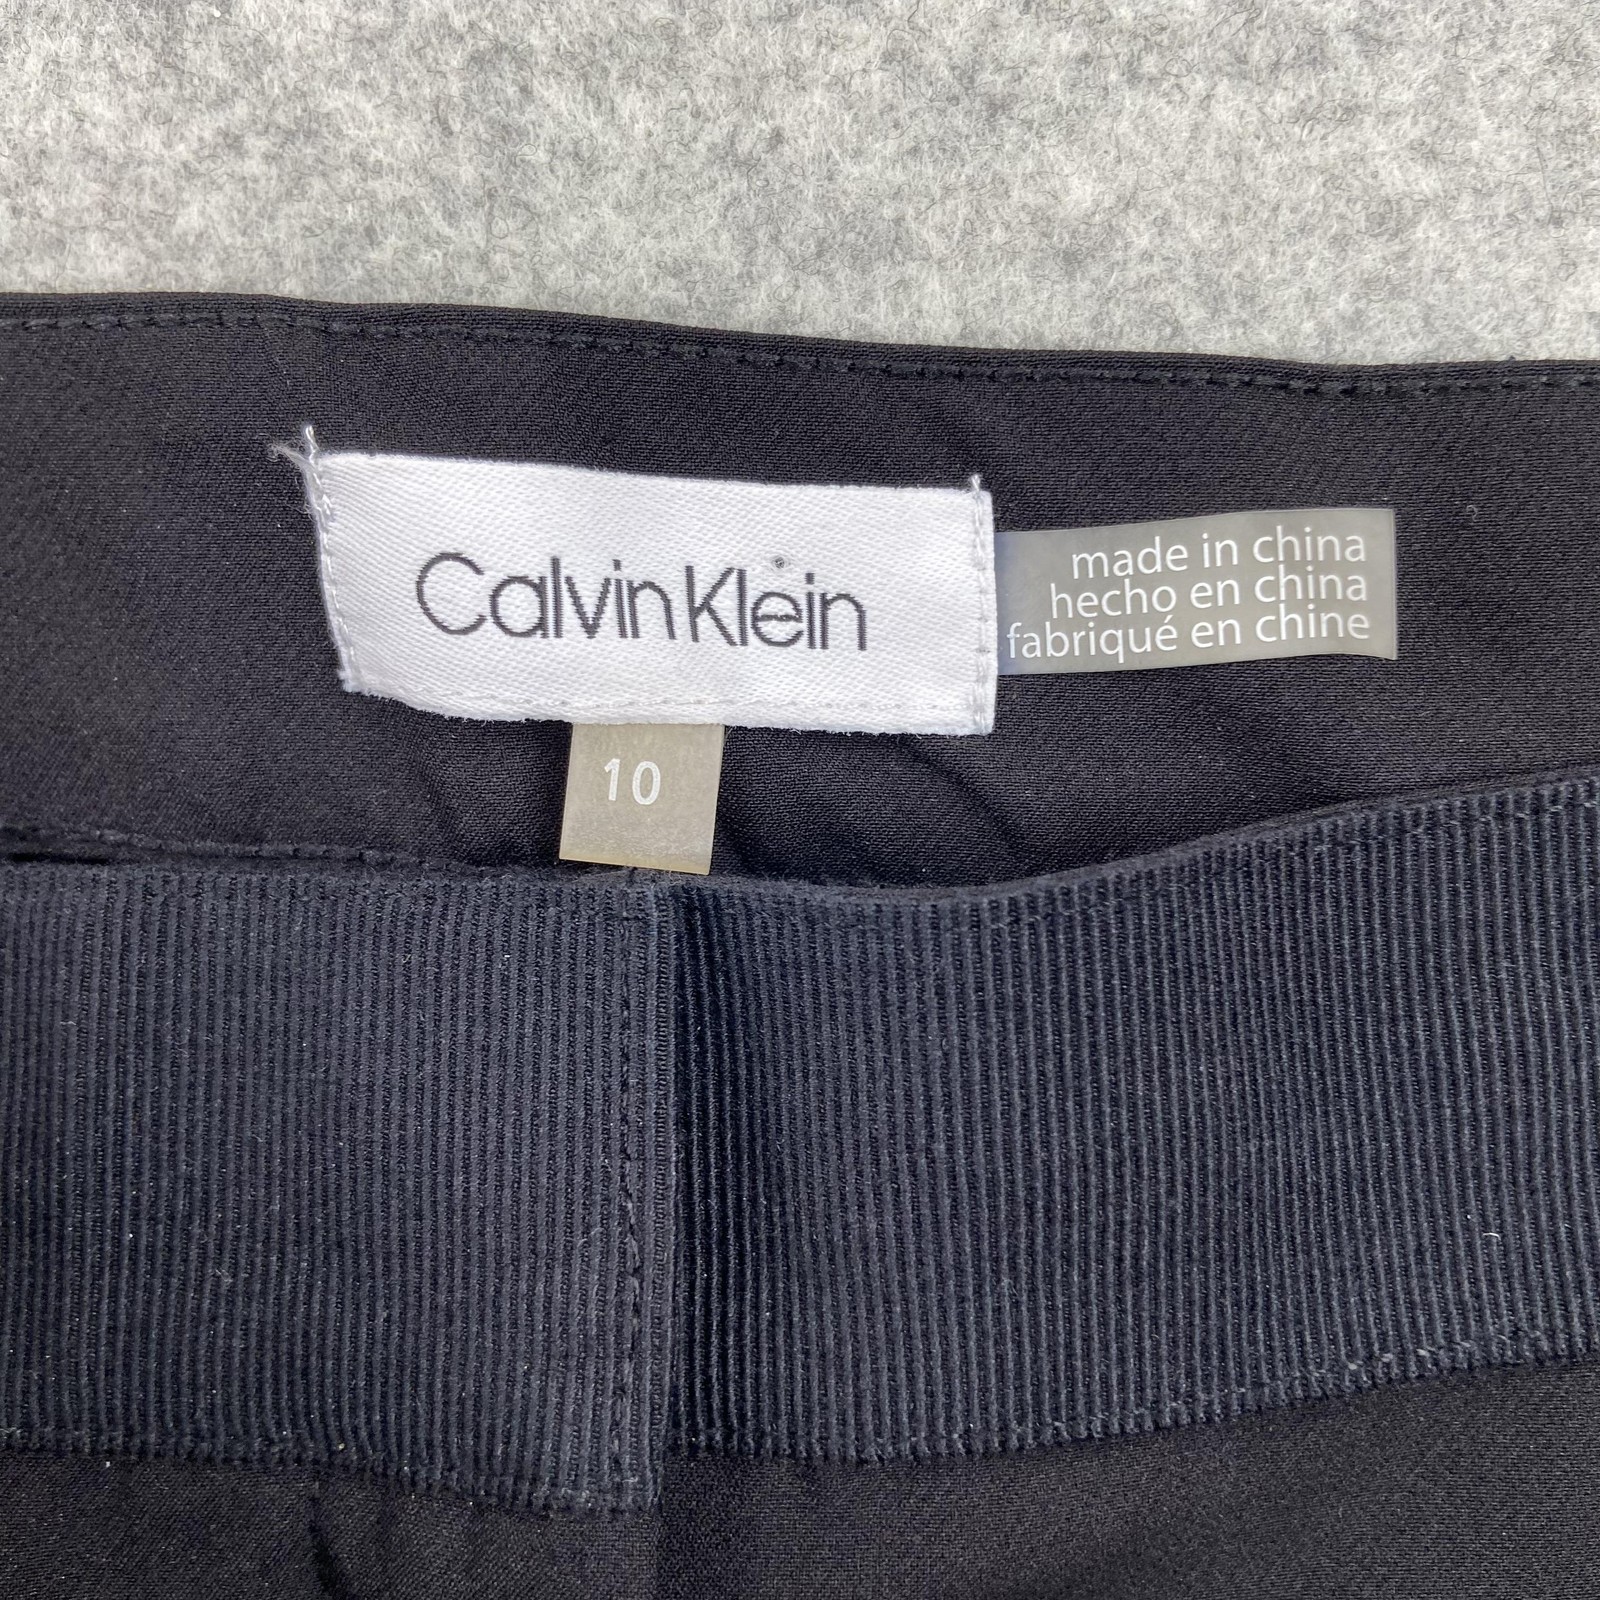 Calvin Klein
made in china
hecho en china
fabriqué en chine
10